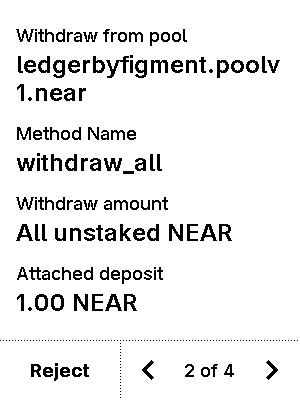 Withdraw from pool
ledgerbyfigment.poolv
1.near
Method Name
withdraw_all
Withdraw amount
All unstaked NEAR
Attached deposit
1.00 NEAR
Reject
2 of 4